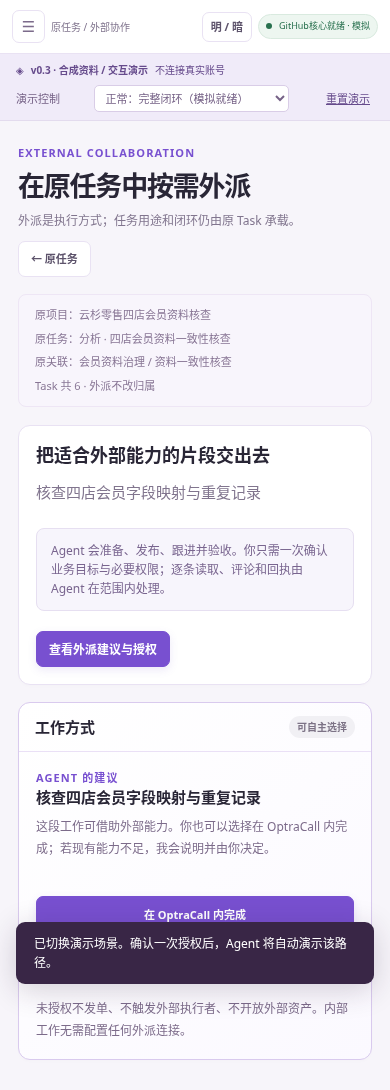 ☰ 原任务 / 外部协作 明 / 暗 GitHub核心就绪 · 模拟
◈ v0.3 · 合成资料 / 交互演示 不连接真实账号
演示控制 正常：完整闭环（模拟就绪） 重置演示
EXTERNAL COLLABORATION
在原任务中按需外派
外派是执行方式；任务用途和闭环仍由原 Task 承载。
← 原任务
原项目：云杉零售四店会员资料核查
原任务：分析 · 四店会员资料一致性核查
原关联：会员资料治理 / 资料一致性核查
Task 共 6 · 外派不改归属
把适合外部能力的片段交出去
核查四店会员字段映射与重复记录
Agent 会准备、发布、跟进并验收。你只需一次确认
业务目标与必要权限；逐条读取、评论和回执由
Agent 在范围内处理。
查看外派建议与授权
工作方式 可自主选择
AGENT 的建议
核查四店会员字段映射与重复记录
这段工作可借助外部能力。你也可以选择在 OptraCall 内完
成；若现有能力不足，我会说明并由你决定。
在 OptraCall 内完成
已切换演示场景。确认一次授权后，Agent 将自动演示该路
径。
未授权不发单、不触发外部执行者、不开放外部资产。内部
工作无需配置任何外派连接。